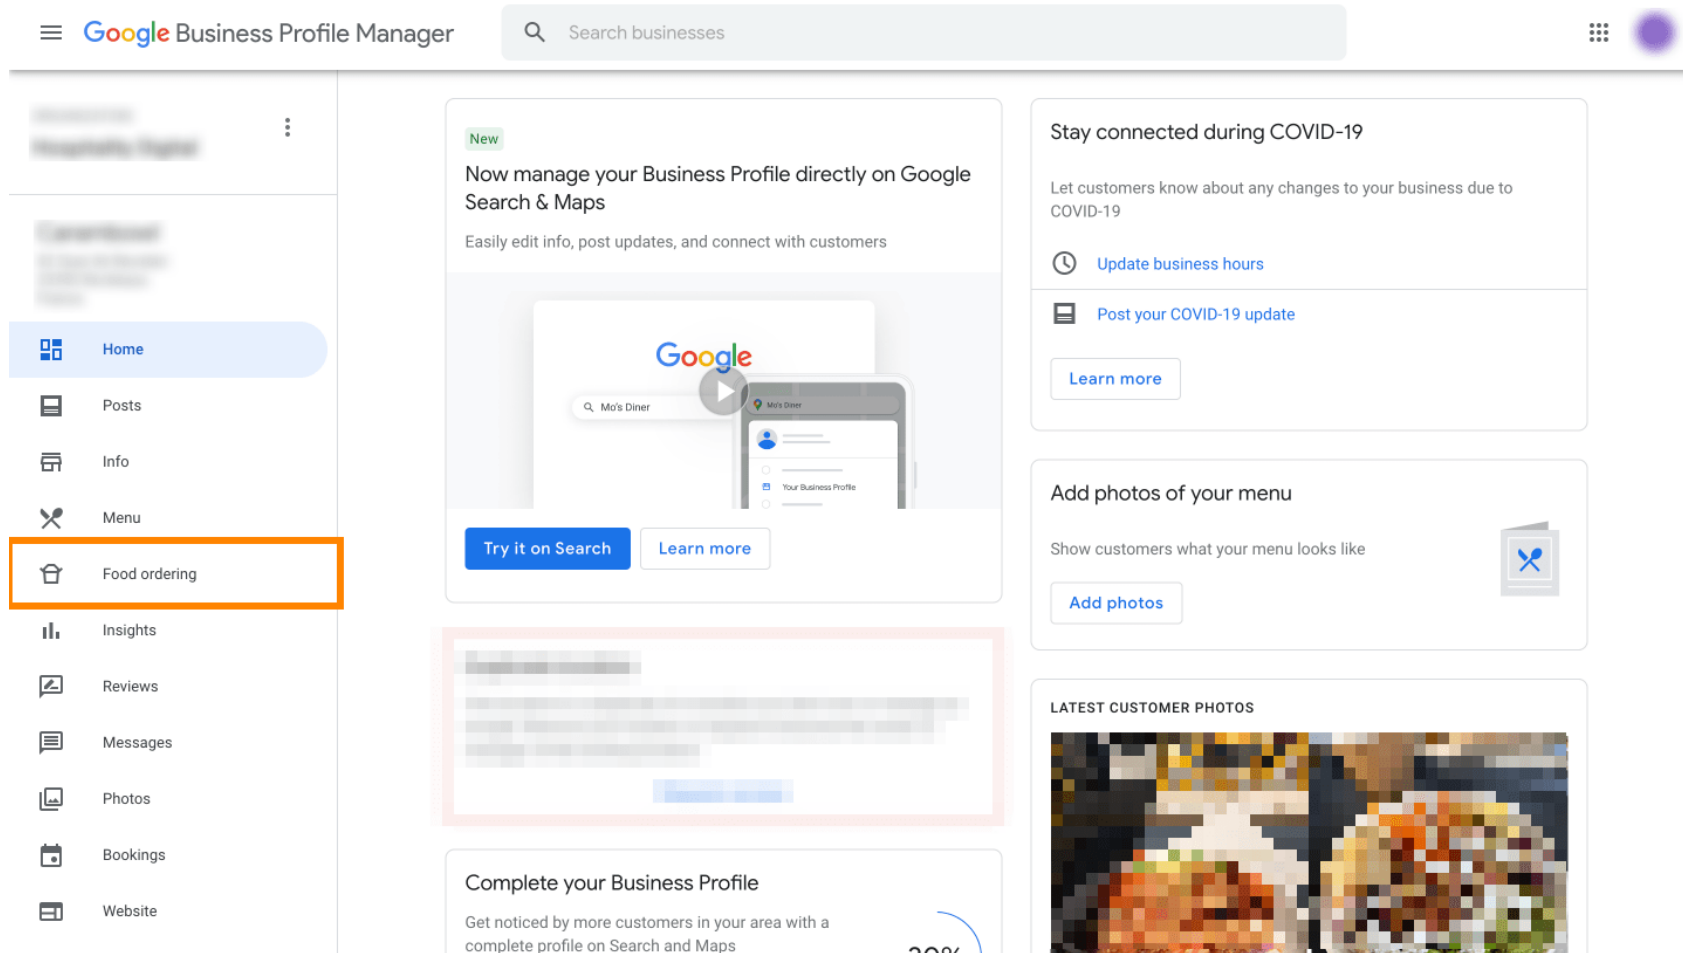 Google Business Profile Manager
Search businesses
Home
Posts
Info
Menu
Food ordering
Insights
Reviews
Messages
Photos
Bookings
Website
New
Now manage your Business Profile directly on Google
Search & Maps
Easily edit info, post updates, and connect with customers
Google
Mo's Diner
Mo's Diner
Your Business Profile
Try it on Search
Learn more
Complete your Business Profile
Get noticed by more customers in your area with a
complete profile on Search and Maps
Stay connected during COVID-19
Let customers know about any changes to your business due to
COVID-19
Update business hours
Post your COVID-19 update
Learn more
Add photos of your menu
Show customers what your menu looks like
Add photos
LATEST CUSTOMER PHOTOS